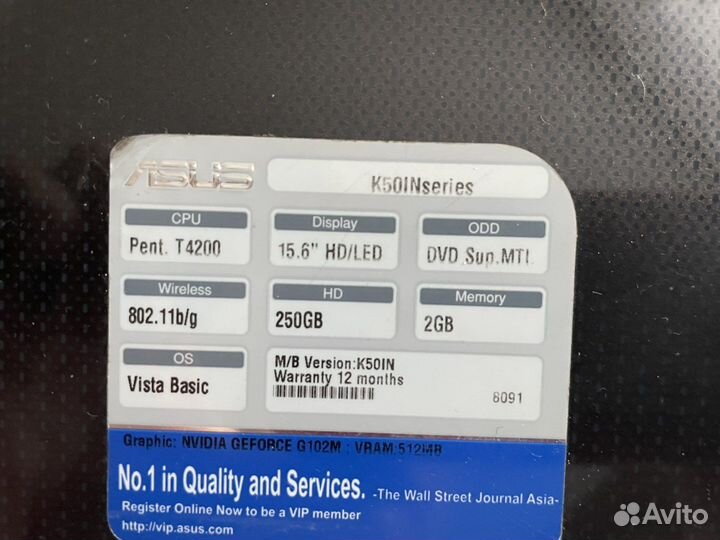 ASUS
K50INseries
CPU
Pent. T4200
Display
15.6" HD/LED
ODD
DVD Sup.MTL
Wireless
802.11b/g
HD
250GB
Memory
2GB
OS
Vista Basic
M/B Version:K50IN
Warranty 12 months
8091
Graphic: NVIDIA GEFORCE G102M ; VRAM:512MB
No.1 in Quality and Services. -The Wall Street Journal Asia-
Register Online Now to be a VIP member
http://vip.asus.com
Avito